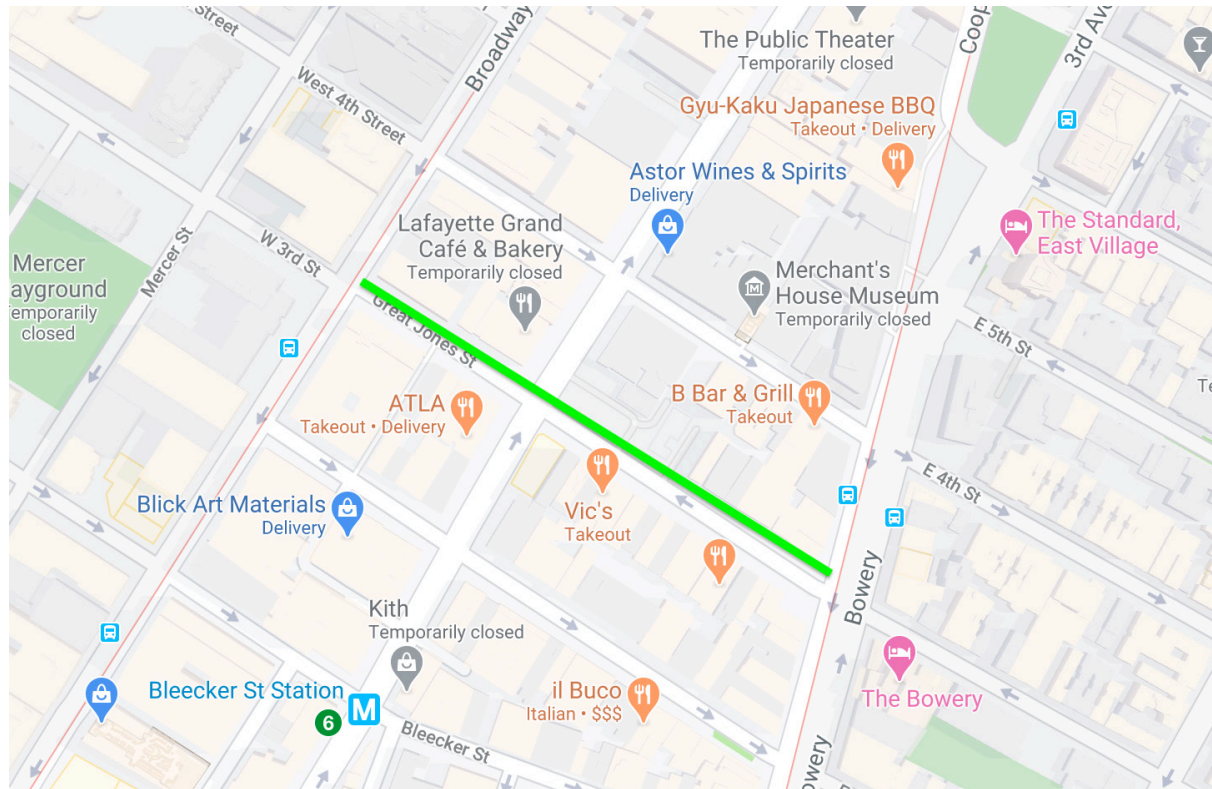 Street
West 4th Street
Broadway
The Public Theater
Temporarily closed
Coop
3rd Ave
Gyu-Kaku Japanese BBQ
Takeout • Delivery
Astor Wines & Spirits
Delivery
The Standard,
East Village
Lafayette Grand
Café & Bakery
Temporarily closed
W 3rd St
Mercer St
Mercer
ayground
emporarily
closed
Merchant's
House Museum
Temporarily closed
E 5th St
Great Jones St
Te
B Bar & Grill
Takeout
ATLA
Takeout • Delivery
E 4th St
Blick Art Materials
Delivery
Vic's
Takeout
Bowery
Kith
Temporarily closed
Bleecker St Station
M
6
il Buco
Italian • $$$
The Bowery
Bleecker St
owery